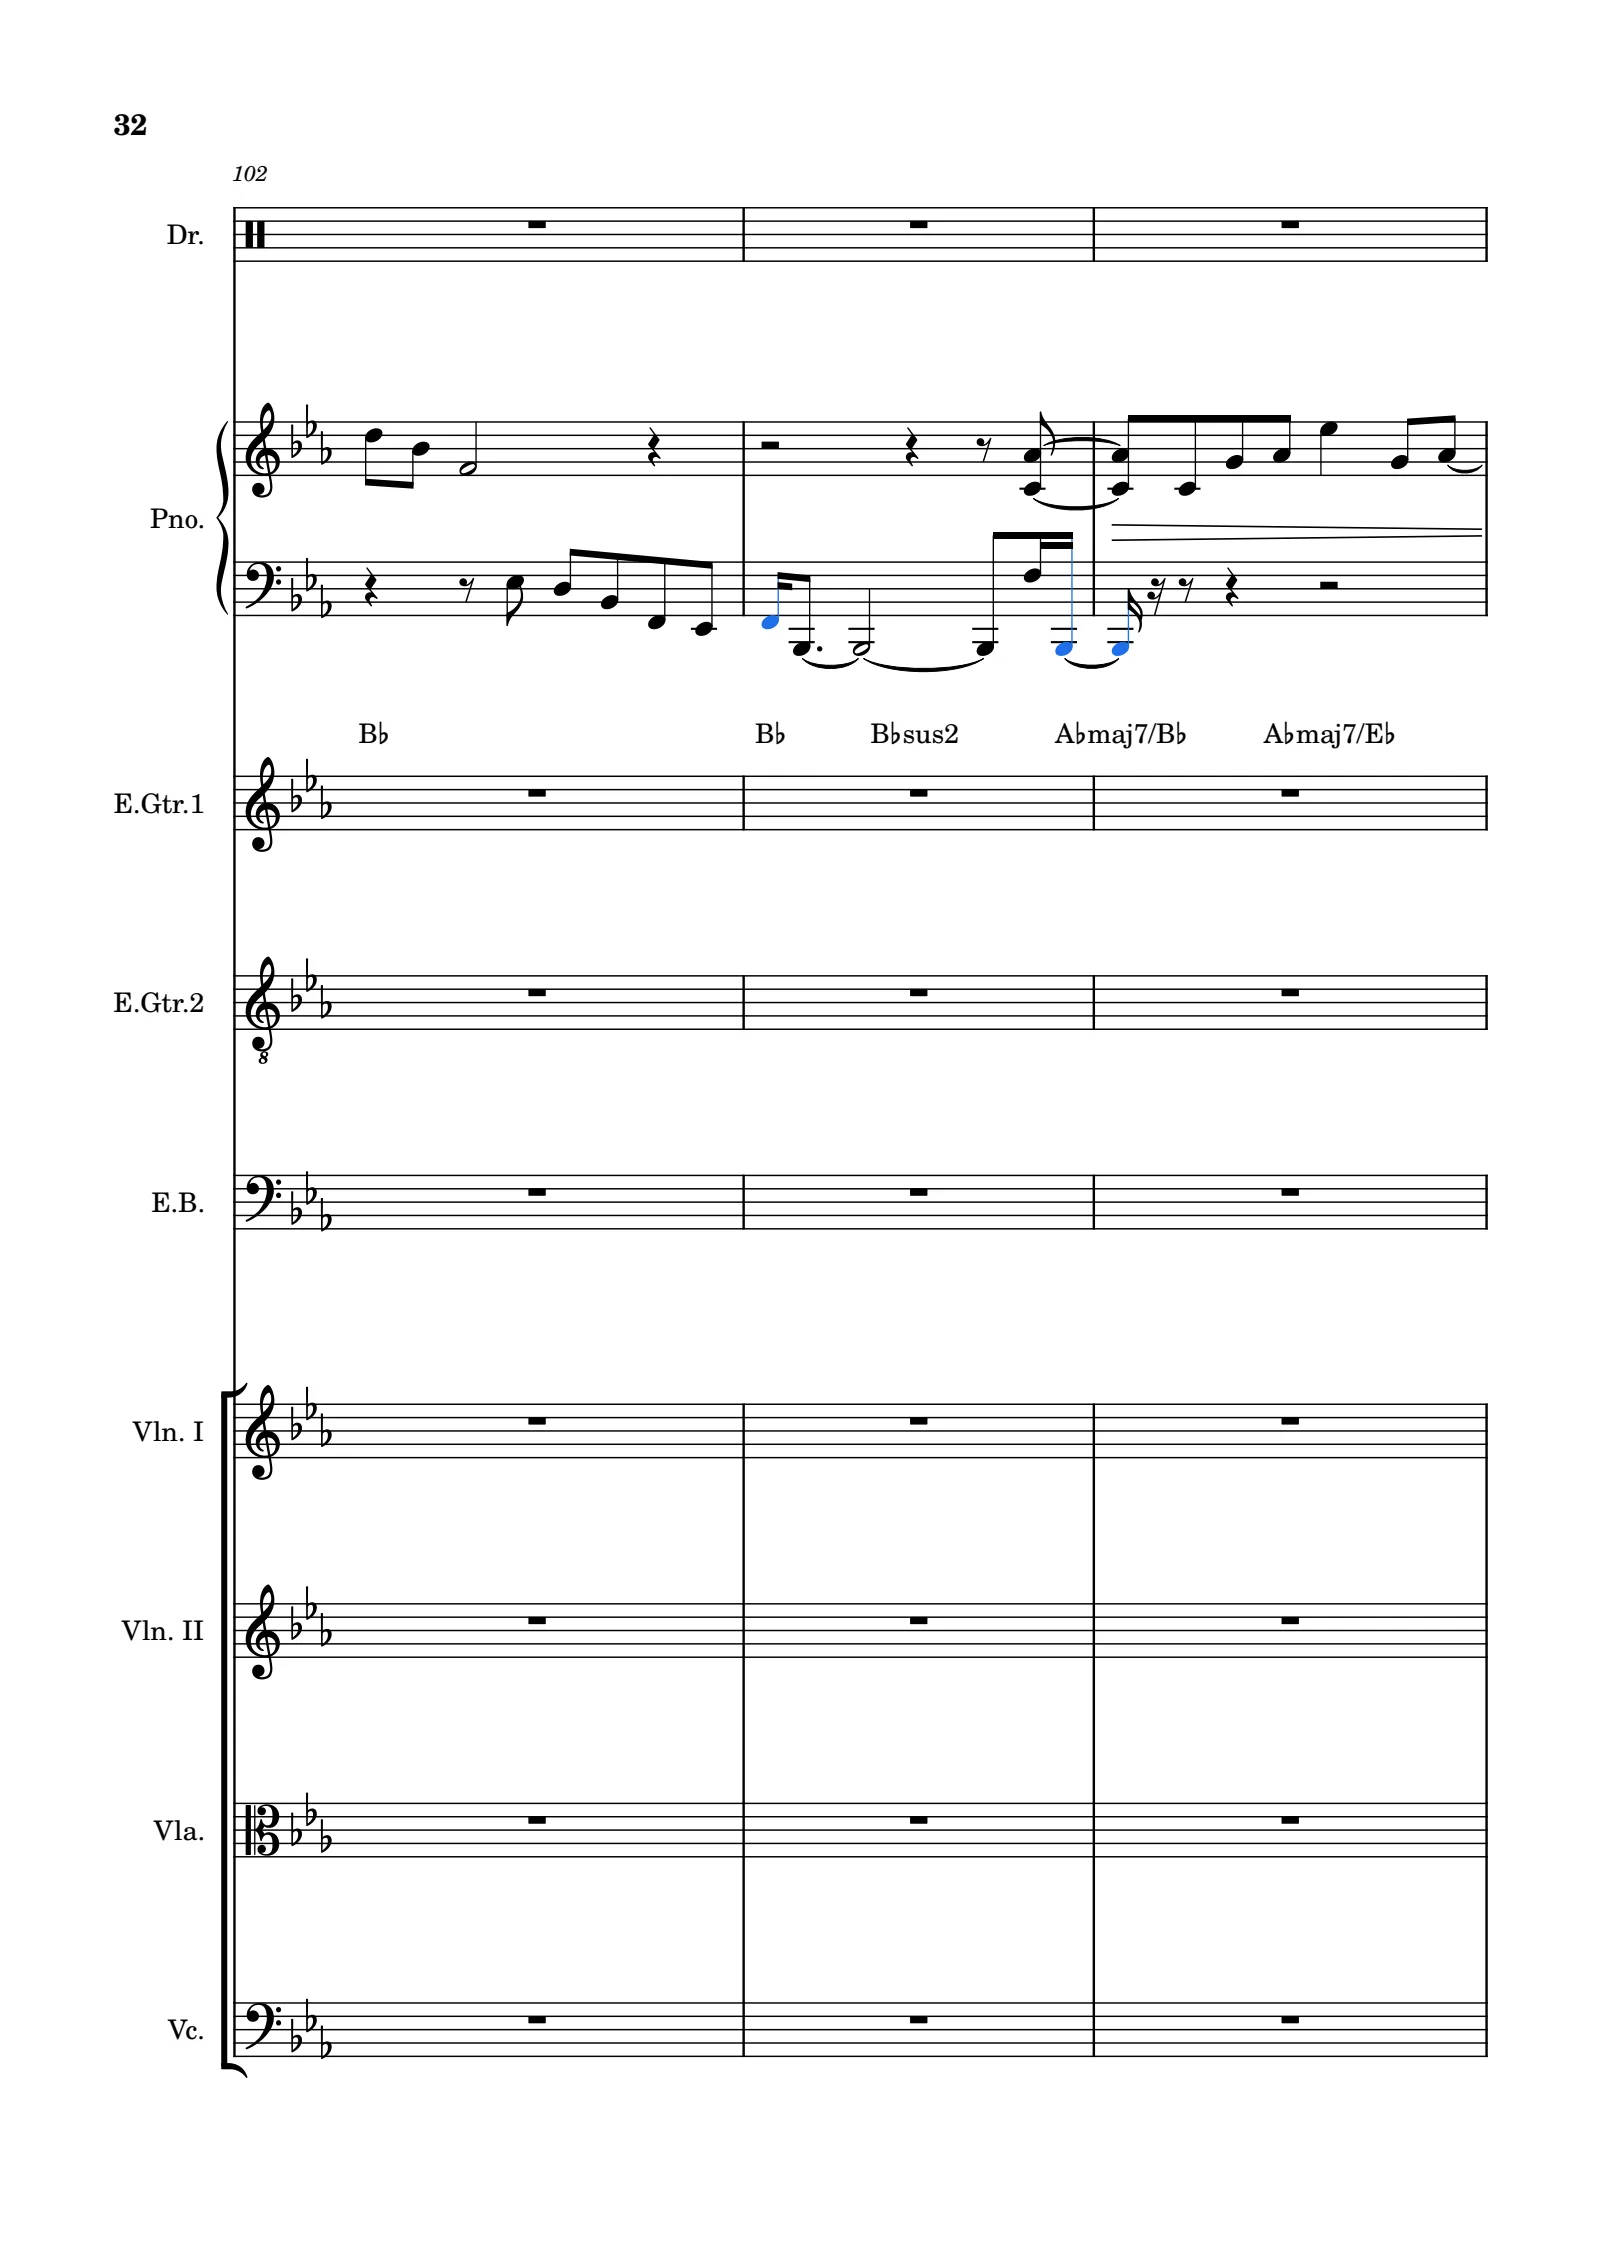 32
102
Dr.
Pno.
B♭ B♭ B♭sus2 A♭maj7/B♭ A♭maj7/E♭
E.Gtr.1
E.Gtr.2
8
E.B.
Vln. I
Vln. II
Vla.
Vc.